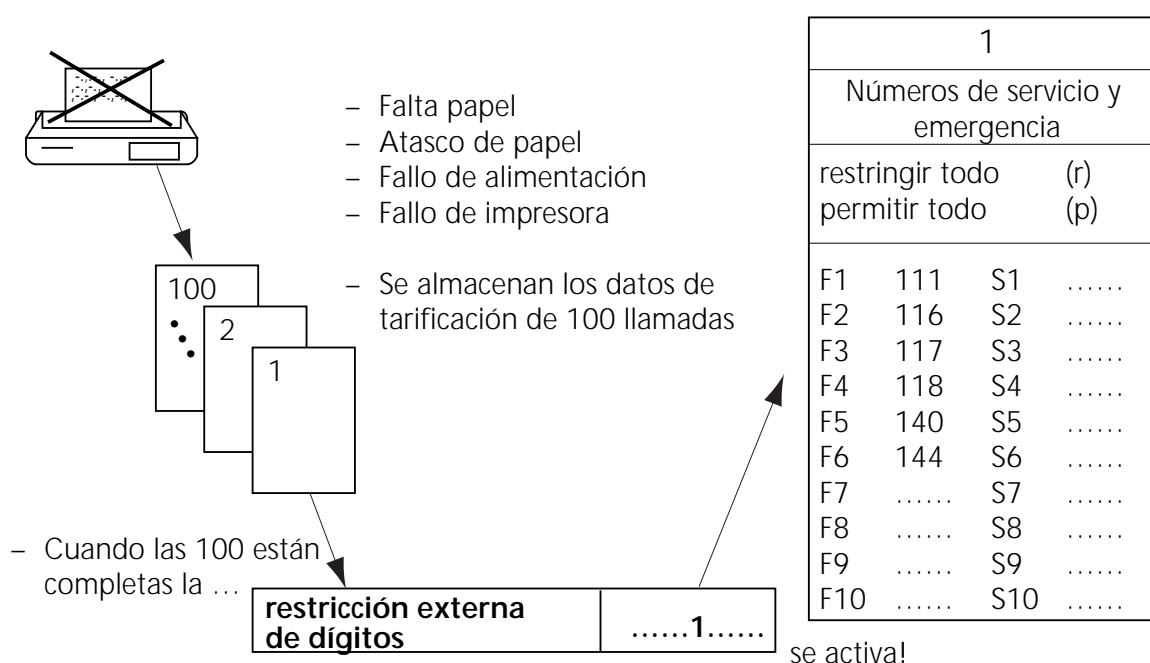 – Falta papel
– Atasco de papel
– Fallo de alimentación
– Fallo de impresora
– Se almacenan los datos de
tarificación de 100 llamadas
100
2
1
– Cuando las 100 están
completas la ...
restricción externa
de dígitos
......1......
se activa!
1
Números de servicio y
emergencia
restringir todo (r)
permitir todo (p)
F1 111 S1 ......
F2 116 S2 ......
F3 117 S3 ......
F4 118 S4 ......
F5 140 S5 ......
F6 144 S6 ......
F7 ...... S7 ......
F8 ...... S8 ......
F9 ...... S9 ......
F10 ...... S10 ......